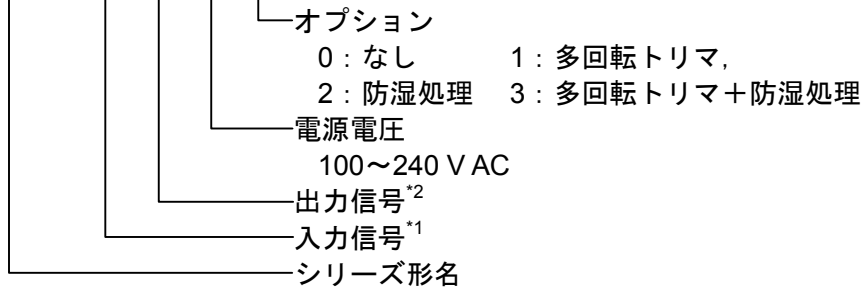 オプション
0：なし 1：多回転トリマ,
2：防湿処理 3：多回転トリマ＋防湿処理
電源電圧
100～240 V AC
出力信号*2
入力信号*1
シリーズ形名